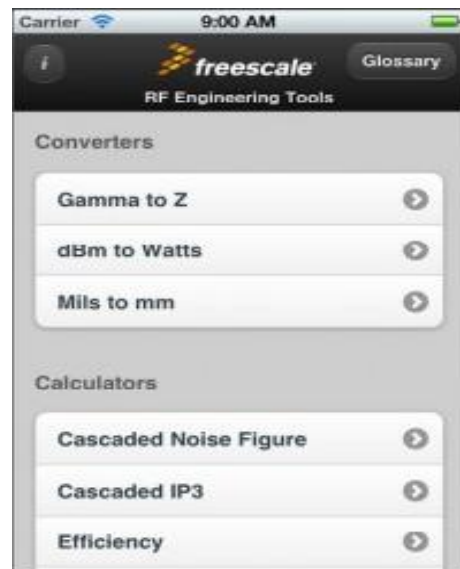 Carrier 9:00 AM
i freescale Glossary
RF Engineering Tools
Converters
Gamma to Z
dBm to Watts
Mils to mm
Calculators
Cascaded Noise Figure
Cascaded IP3
Efficiency